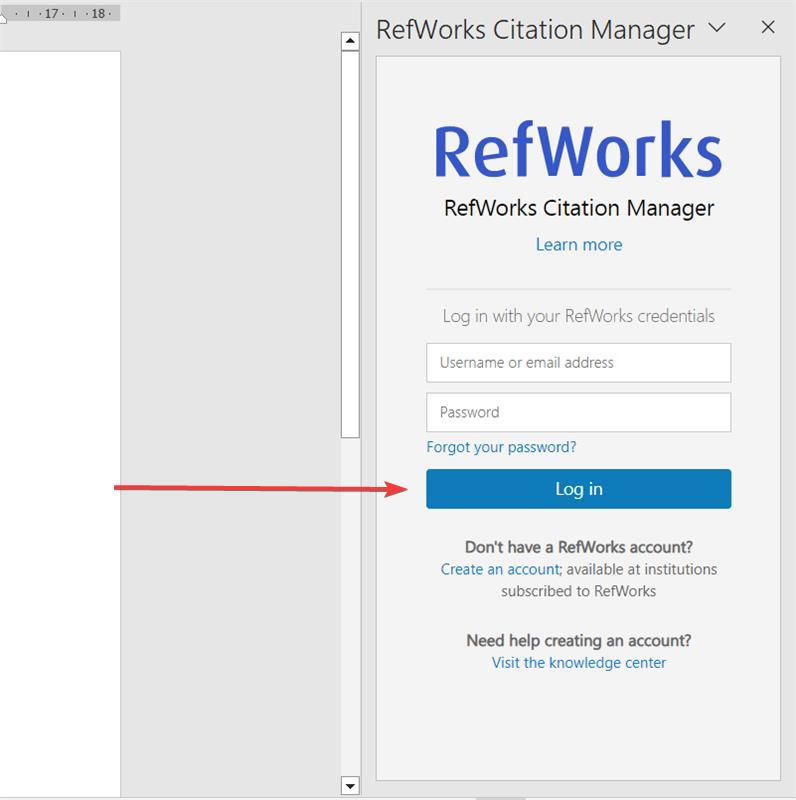 17 · 18
RefWorks Citation Manager
RefWorks
RefWorks Citation Manager
Learn more
Log in with your RefWorks credentials
Username or email address
Password
Forgot your password?
Log in
Don't have a RefWorks account?
Create an account; available at institutions
subscribed to RefWorks
Need help creating an account?
Visit the knowledge center